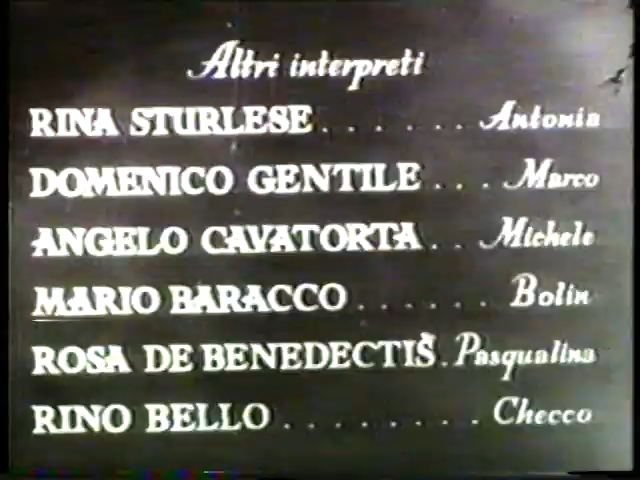 Altri interpreti
RINA STURLESE . . . . . . Antonia
DOMENICO GENTILE . . . Marco
ANGELO CAVATORTA . . Michele
MARIO BARACCO . . . . . . Bolin
ROSA DE BENEDECTIS . Pasqualina
RINO BELLO . . . . . . . . Checco